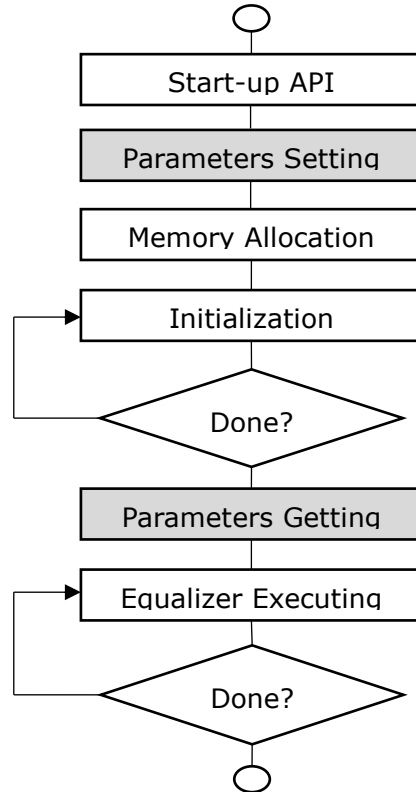 Start-up API
Parameters Setting
Memory Allocation
Initialization
Done?
Parameters Getting
Equalizer Executing
Done?